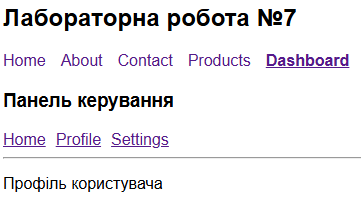 Лабораторна робота №7
Home About Contact Products Dashboard
Панель керування
Home Profile Settings
Профіль користувача